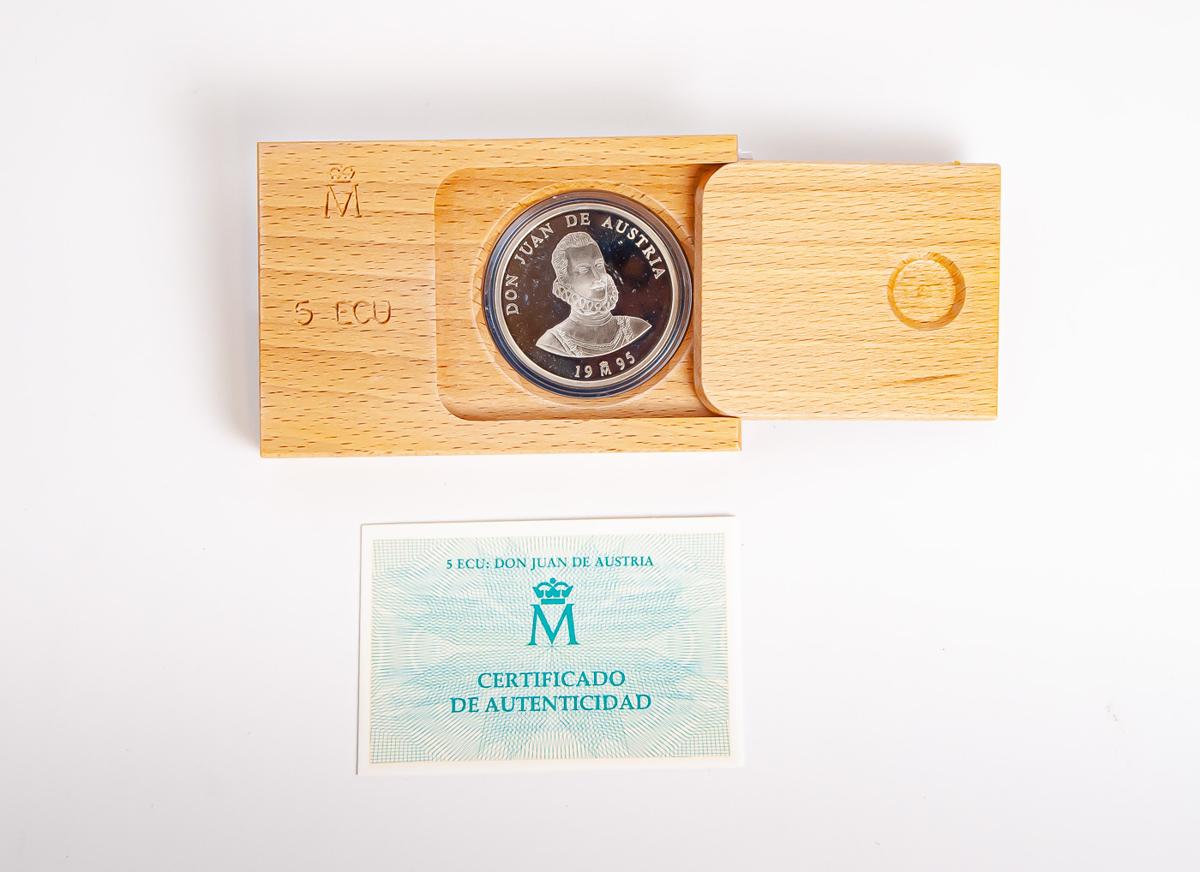 M
5 ECU
DON JUAN DE AUSTRIA
19 M 95
5 ECU: DON JUAN DE AUSTRIA
M
CERTIFICADO
DE AUTENTICIDAD